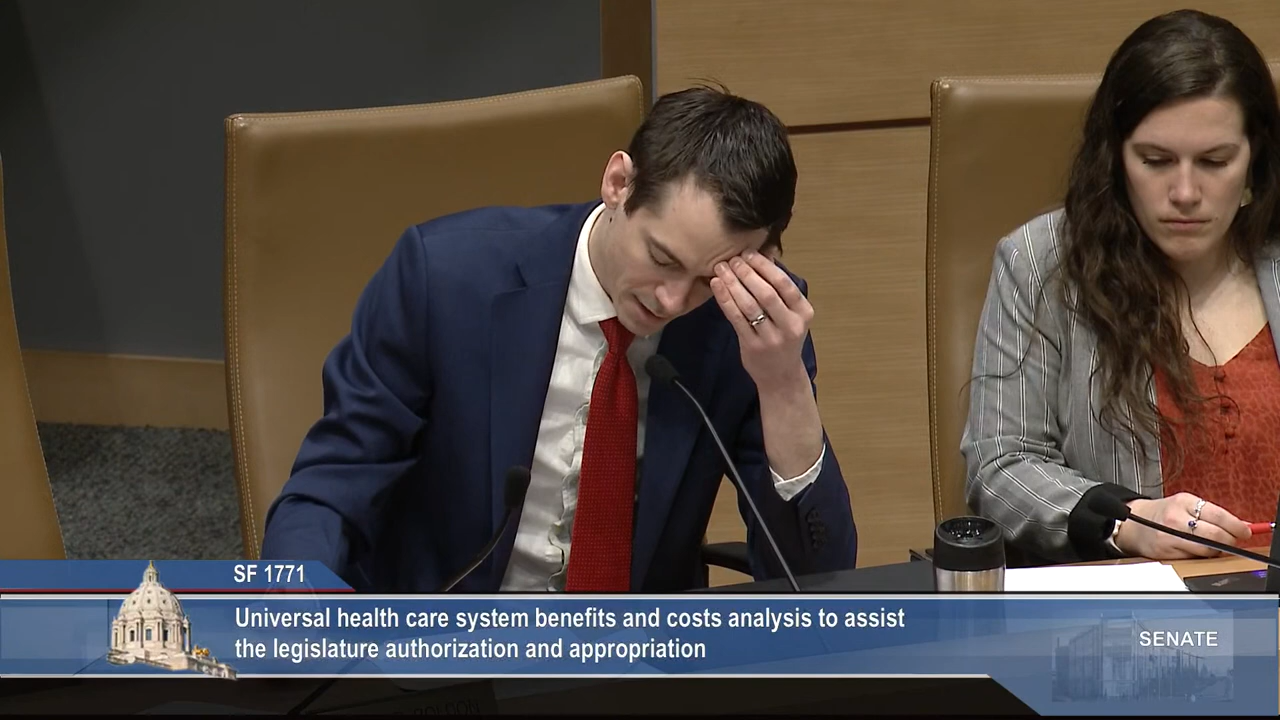 SF 1771
Universal health care system benefits and costs analysis to assist
the legislature authorization and appropriation
SENATE